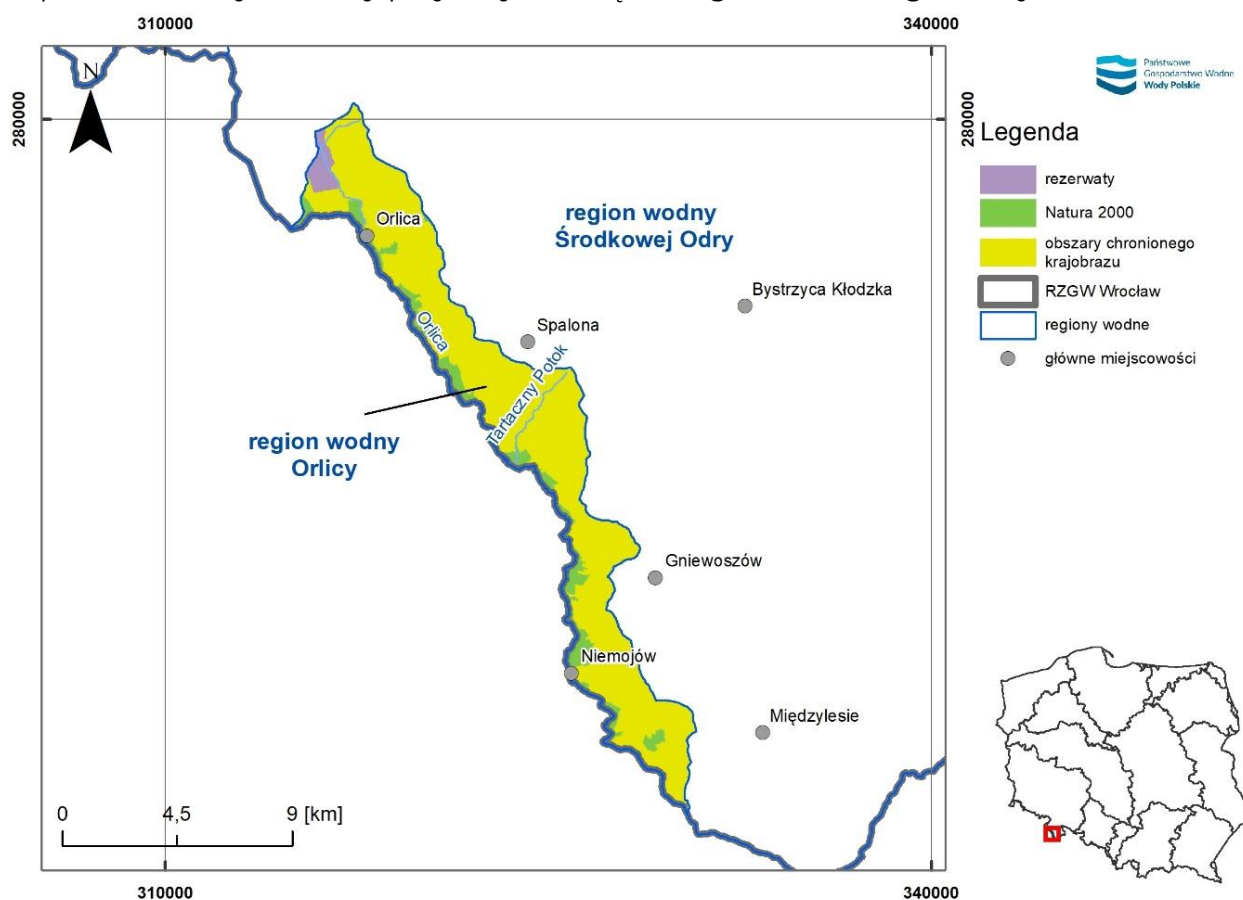 310000
340000
280000
N
280000
Państwowe
Gospodarstwo Wodne
Wody Polskie
Legenda
rezerwaty
Natura 2000
obszary chronionego
krajobrazu
RZGW Wrocław
regiony wodne
główne miejscowości
region wodny
Środkowej Odry
Orlica
Bystrzyca Kłodzka
Spalona
Orlica
Tartaczny Potok
region wodny
Orlicy
Gniewoszów
Niemojów
Międzylesie
0 4,5 9 [km]
310000
340000